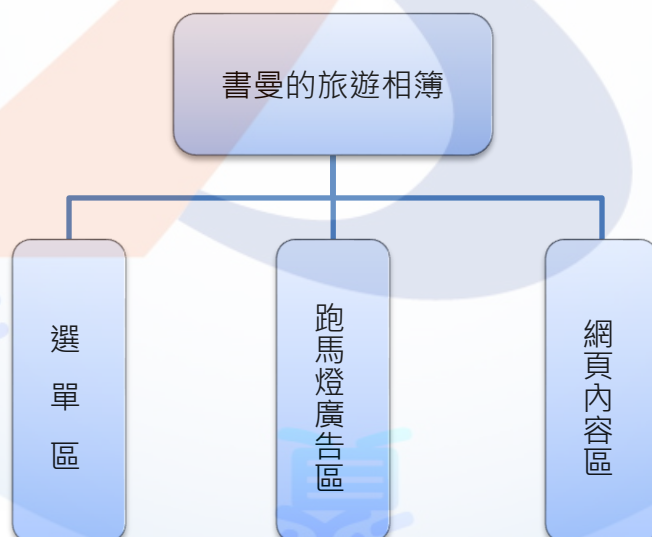 書曼的旅遊相簿
選單區
跑馬燈廣告區
網頁內容區